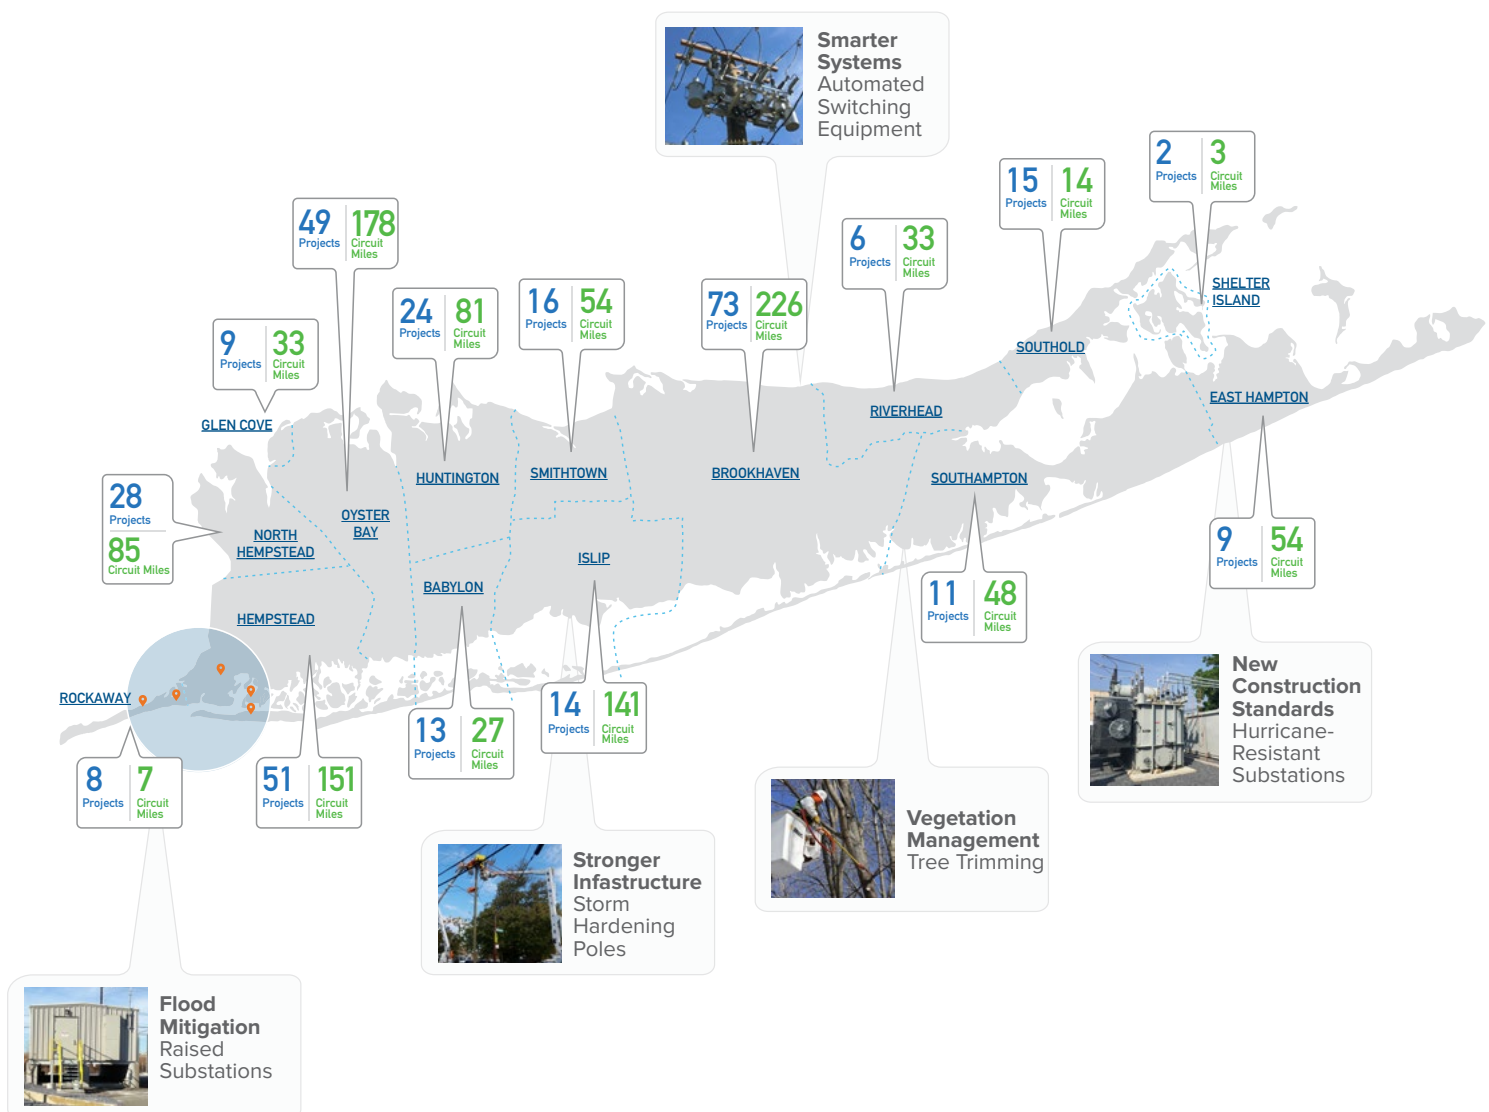 Smarter
Systems
Automated
Switching
Equipment
2
Projects
3
Circuit
Miles
15
Projects
14
Circuit
Miles
49
Projects
178
Circuit
Miles
6
Projects
33
Circuit
Miles
24
Projects
81
Circuit
Miles
16
Projects
54
Circuit
Miles
73
Projects
226
Circuit
Miles
9
Projects
33
Circuit
Miles
SHELTER
ISLAND
SOUTHOLD
EAST HAMPTON
RIVERHEAD
GLEN COVE
HUNTINGTON
SMITHTOWN
BROOKHAVEN
SOUTHAMPTON
28
Projects
85
Circuit Miles
OYSTER
BAY
NORTH
HEMPSTEAD
ISLIP
BABYLON
HEMPSTEAD
9
Projects
54
Circuit
Miles
11
Projects
48
Circuit
Miles
ROCKAWAY
14
Projects
141
Circuit
Miles
13
Projects
27
Circuit
Miles
8
Projects
7
Circuit
Miles
51
Projects
151
Circuit
Miles
New
Construction
Standards
Hurricane-
Resistant
Substations
Vegetation
Management
Tree Trimming
Stronger
Infastructure
Storm
Hardening
Poles
Flood
Mitigation
Raised
Substations